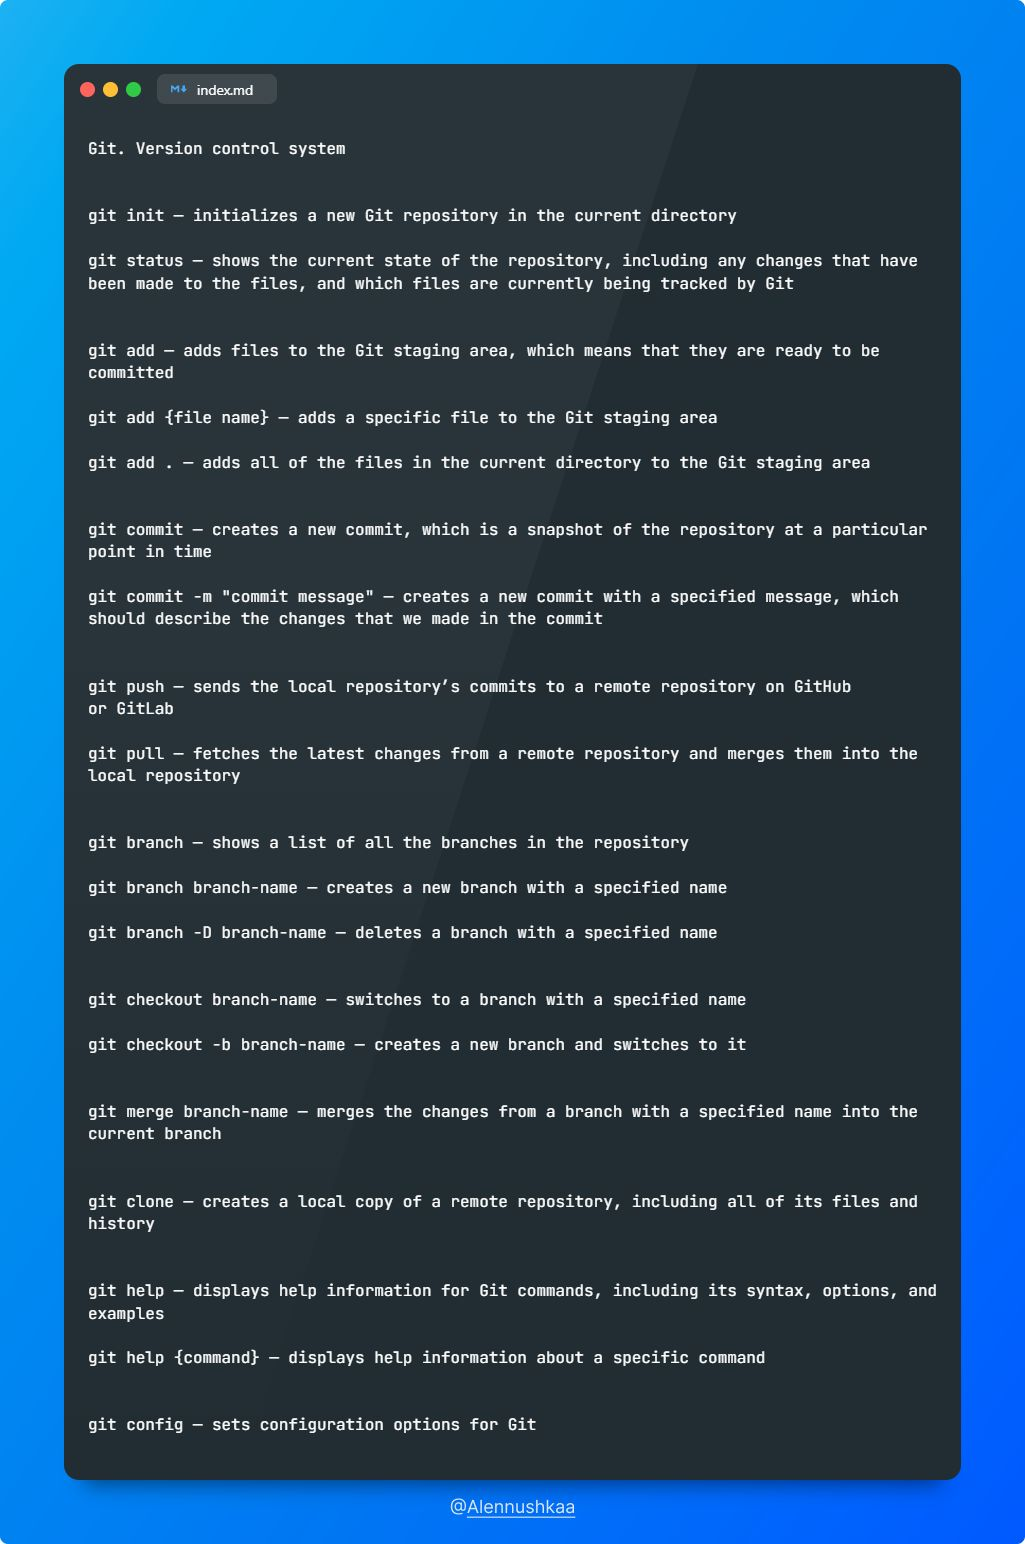 index.md
Git. Version control system
git init — initializes a new Git repository in the current directory
git status — shows the current state of the repository, including any changes that have
been made to the files, and which files are currently being tracked by Git
git add — adds files to the Git staging area, which means that they are ready to be
committed
git add {file name} — adds a specific file to the Git staging area
git add . — adds all of the files in the current directory to the Git staging area
git commit — creates a new commit, which is a snapshot of the repository at a particular
point in time
git commit -m "commit message" — creates a new commit with a specified message, which
should describe the changes that we made in the commit
git push — sends the local repository’s commits to a remote repository on GitHub
or GitLab
git pull — fetches the latest changes from a remote repository and merges them into the
local repository
git branch — shows a list of all the branches in the repository
git branch branch-name — creates a new branch with a specified name
git branch -D branch-name — deletes a branch with a specified name
git checkout branch-name — switches to a branch with a specified name
git checkout -b branch-name — creates a new branch and switches to it
git merge branch-name — merges the changes from a branch with a specified name into the
current branch
git clone — creates a local copy of a remote repository, including all of its files and
history
git help — displays help information for Git commands, including its syntax, options, and
examples
git help {command} — displays help information about a specific command
git config — sets configuration options for Git
@Alennushkaa